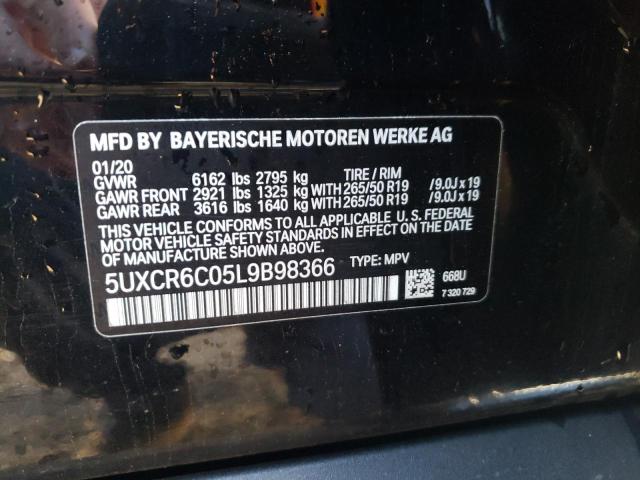 MFD BY BAYERISCHE MOTOREN WERKE AG
01/20
GVWR 6162 lbs 2795 kg TIRE / RIM
GAWR FRONT 2921 lbs 1325 kg WITH 265/50 R19 /9.0J x 19
GAWR REAR 3616 lbs 1640 kg WITH 265/50 R19 /9.0J x 19
THIS VEHICLE CONFORMS TO ALL APPLICABLE U. S. FEDERAL
MOTOR VEHICLE SAFETY STANDARDS IN EFFECT ON THE DATE
OF MANUFACTURE SHOWN ABOVE.
5UXCR6C05L9B98366 TYPE: MPV
668U
D
7 320 729